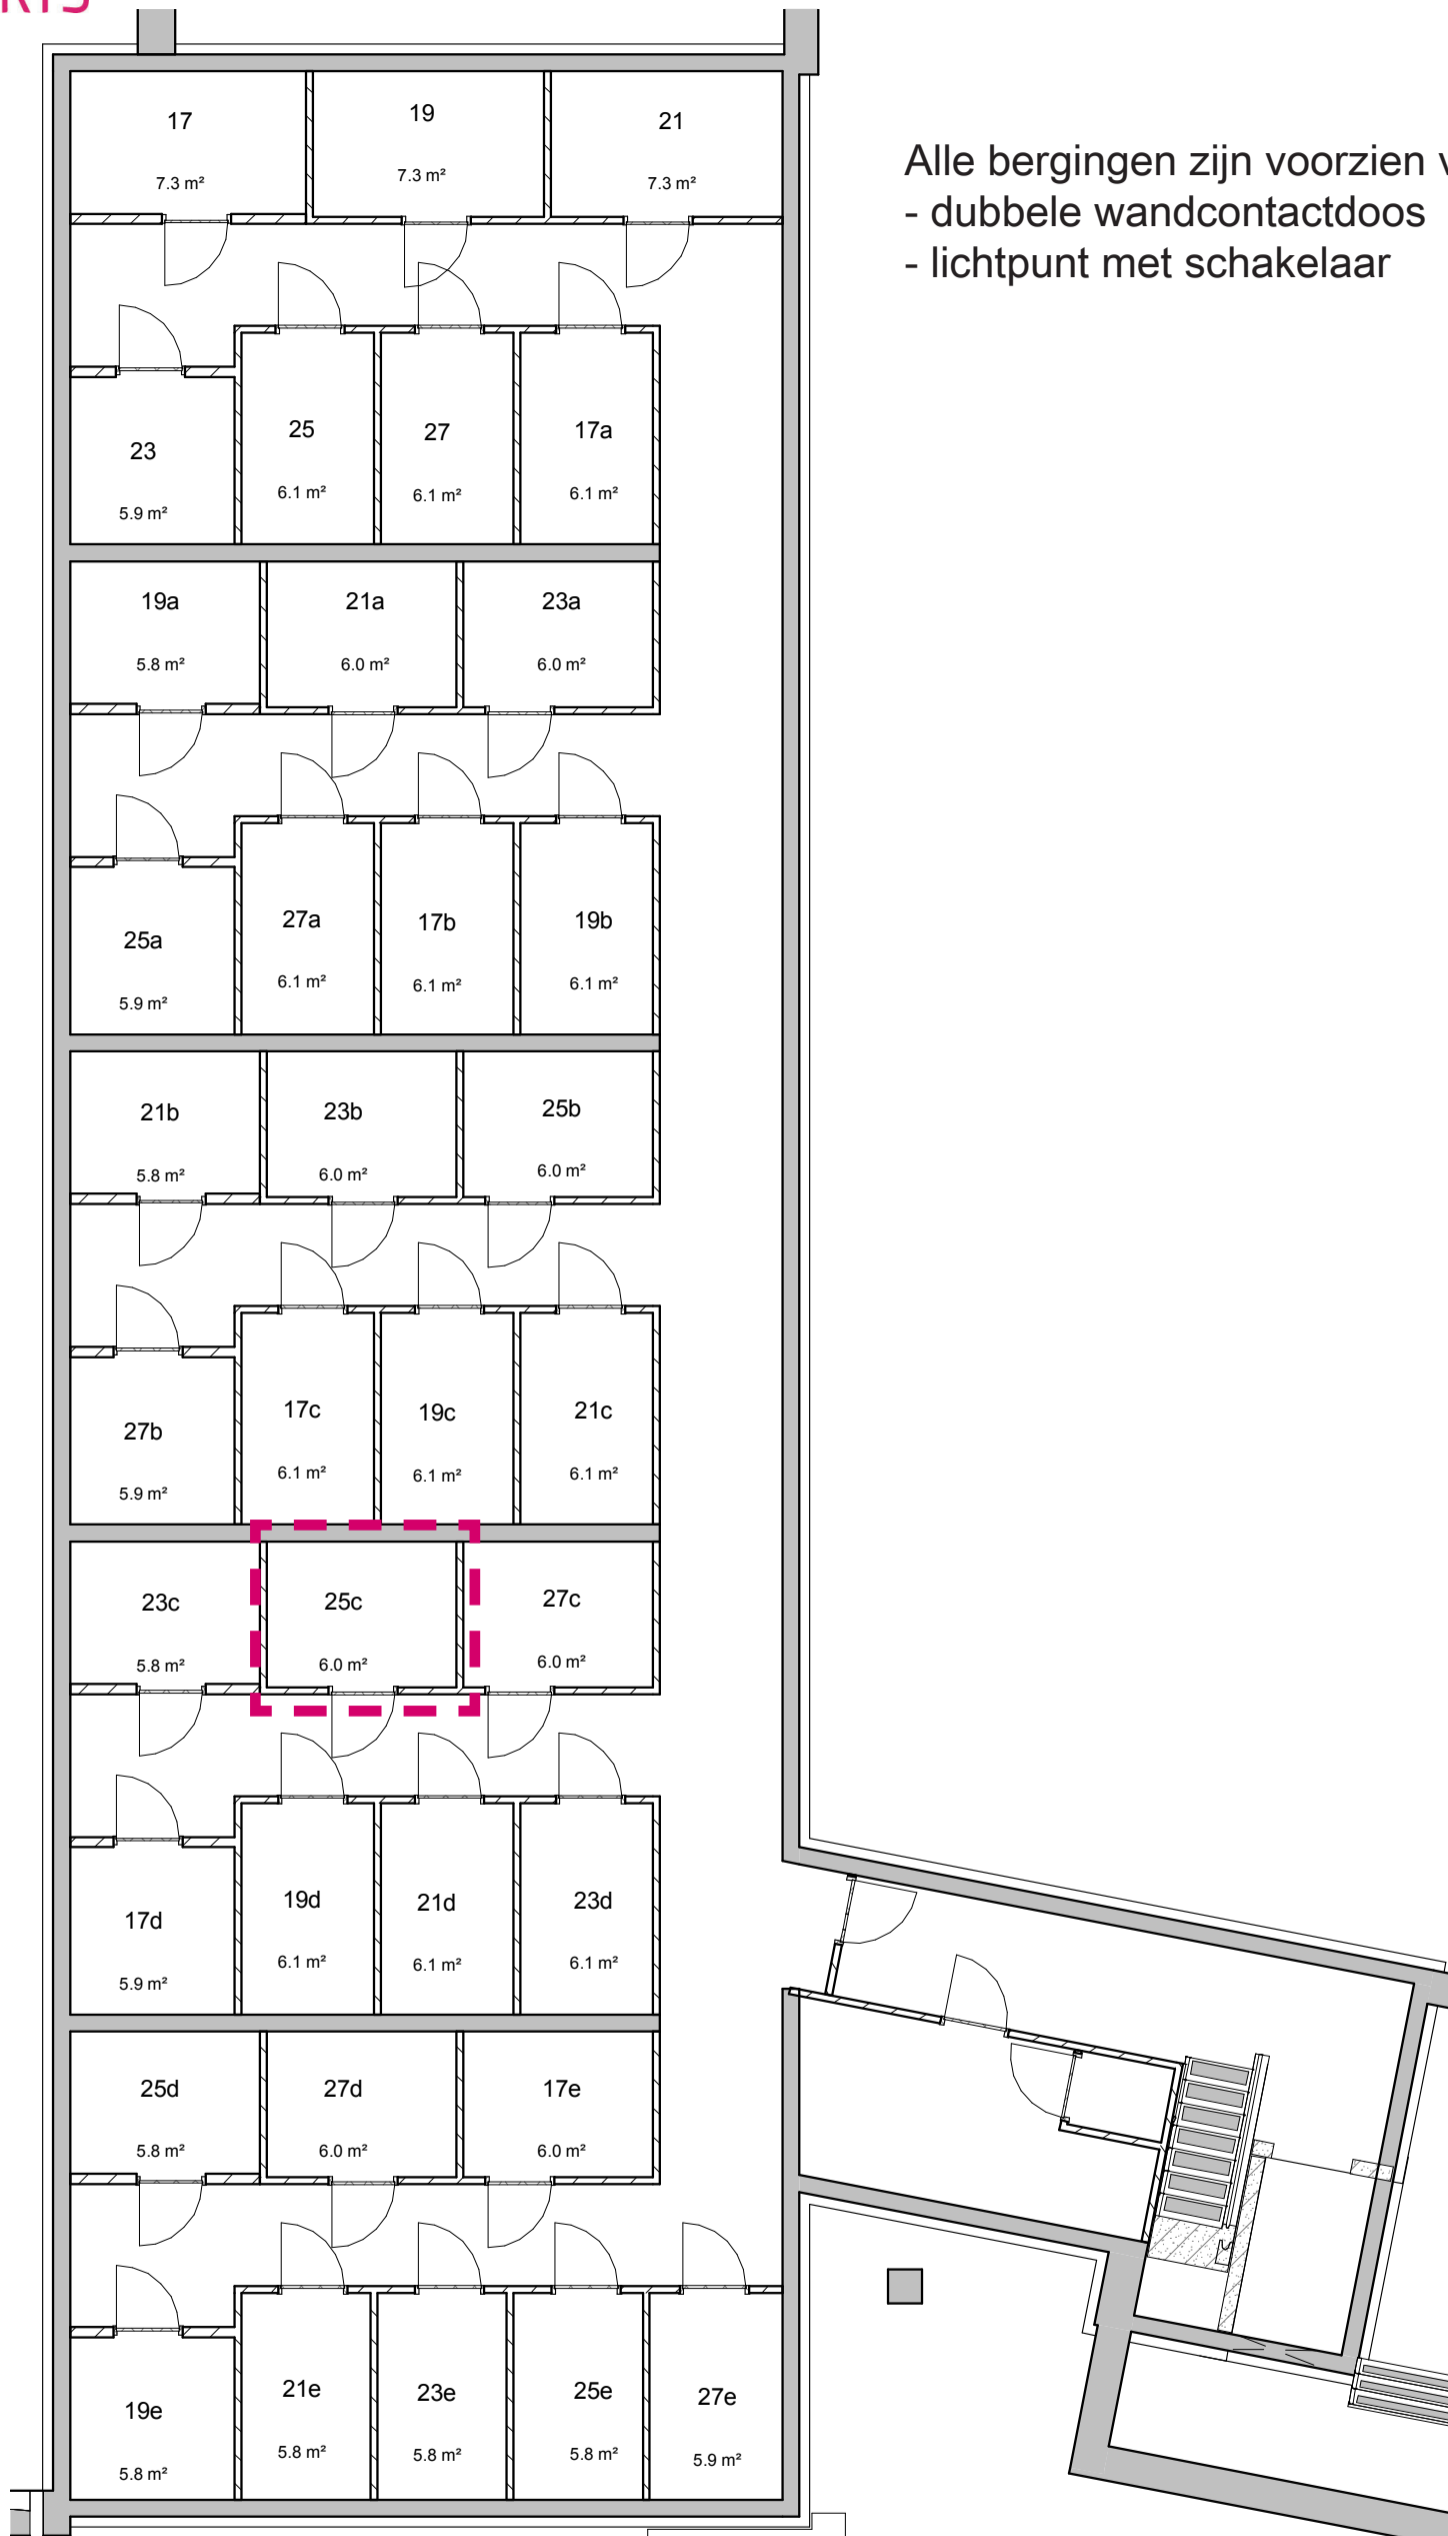 17
7.3 m²
19
7.3 m²
21
7.3 m²
Alle bergingen zijn voorzien
- dubbele wandcontactdoos
- lichtpunt met schakelaar
23
5.9 m²
25
6.1 m²
27
6.1 m²
17a
6.1 m²
19a
5.8 m²
21a
6.0 m²
23a
6.0 m²
25a
5.9 m²
27a
6.1 m²
17b
6.1 m²
19b
6.1 m²
21b
5.8 m²
23b
6.0 m²
25b
6.0 m²
27b
5.9 m²
17c
6.1 m²
19c
6.1 m²
21c
6.1 m²
23c
5.8 m²
25c
6.0 m²
27c
6.0 m²
17d
5.9 m²
19d
6.1 m²
21d
6.1 m²
23d
6.1 m²
25d
5.8 m²
27d
6.0 m²
17e
6.0 m²
19e
5.8 m²
21e
5.8 m²
23e
5.8 m²
25e
5.8 m²
27e
5.9 m²